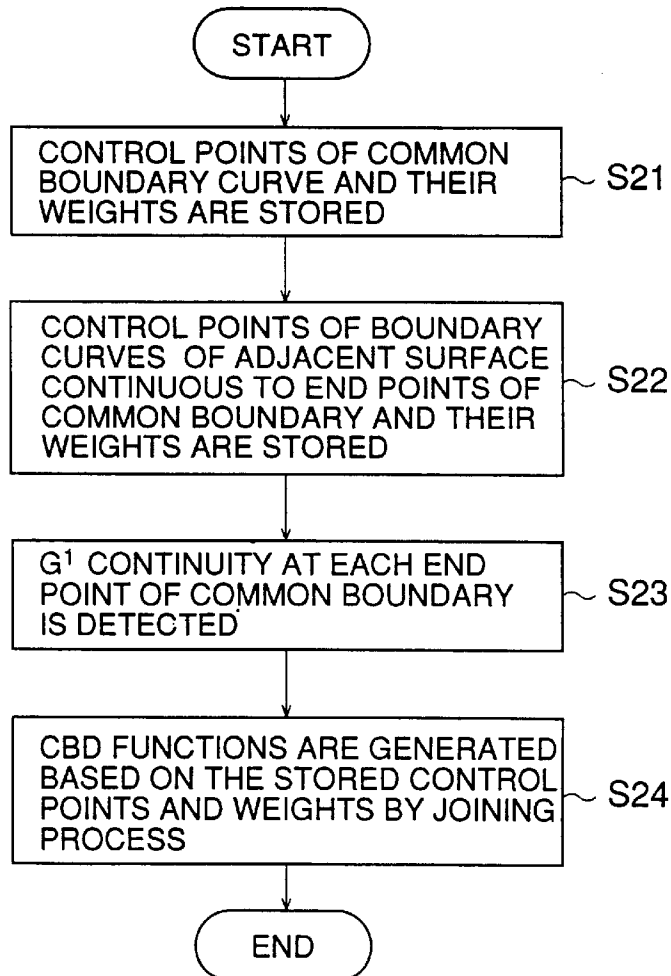 START
CONTROL POINTS OF COMMON
BOUNDARY CURVE AND THEIR
WEIGHTS ARE STORED
S21
CONTROL POINTS OF BOUNDARY
CURVES OF ADJACENT SURFACE
CONTINUOUS TO END POINTS OF
COMMON BOUNDARY AND THEIR
WEIGHTS ARE STORED
S22
G¹ CONTINUITY AT EACH END
POINT OF COMMON BOUNDARY
IS DETECTED
S23
CBD FUNCTIONS ARE GENERATED
BASED ON THE STORED CONTROL
POINTS AND WEIGHTS BY JOINING
PROCESS
S24
END